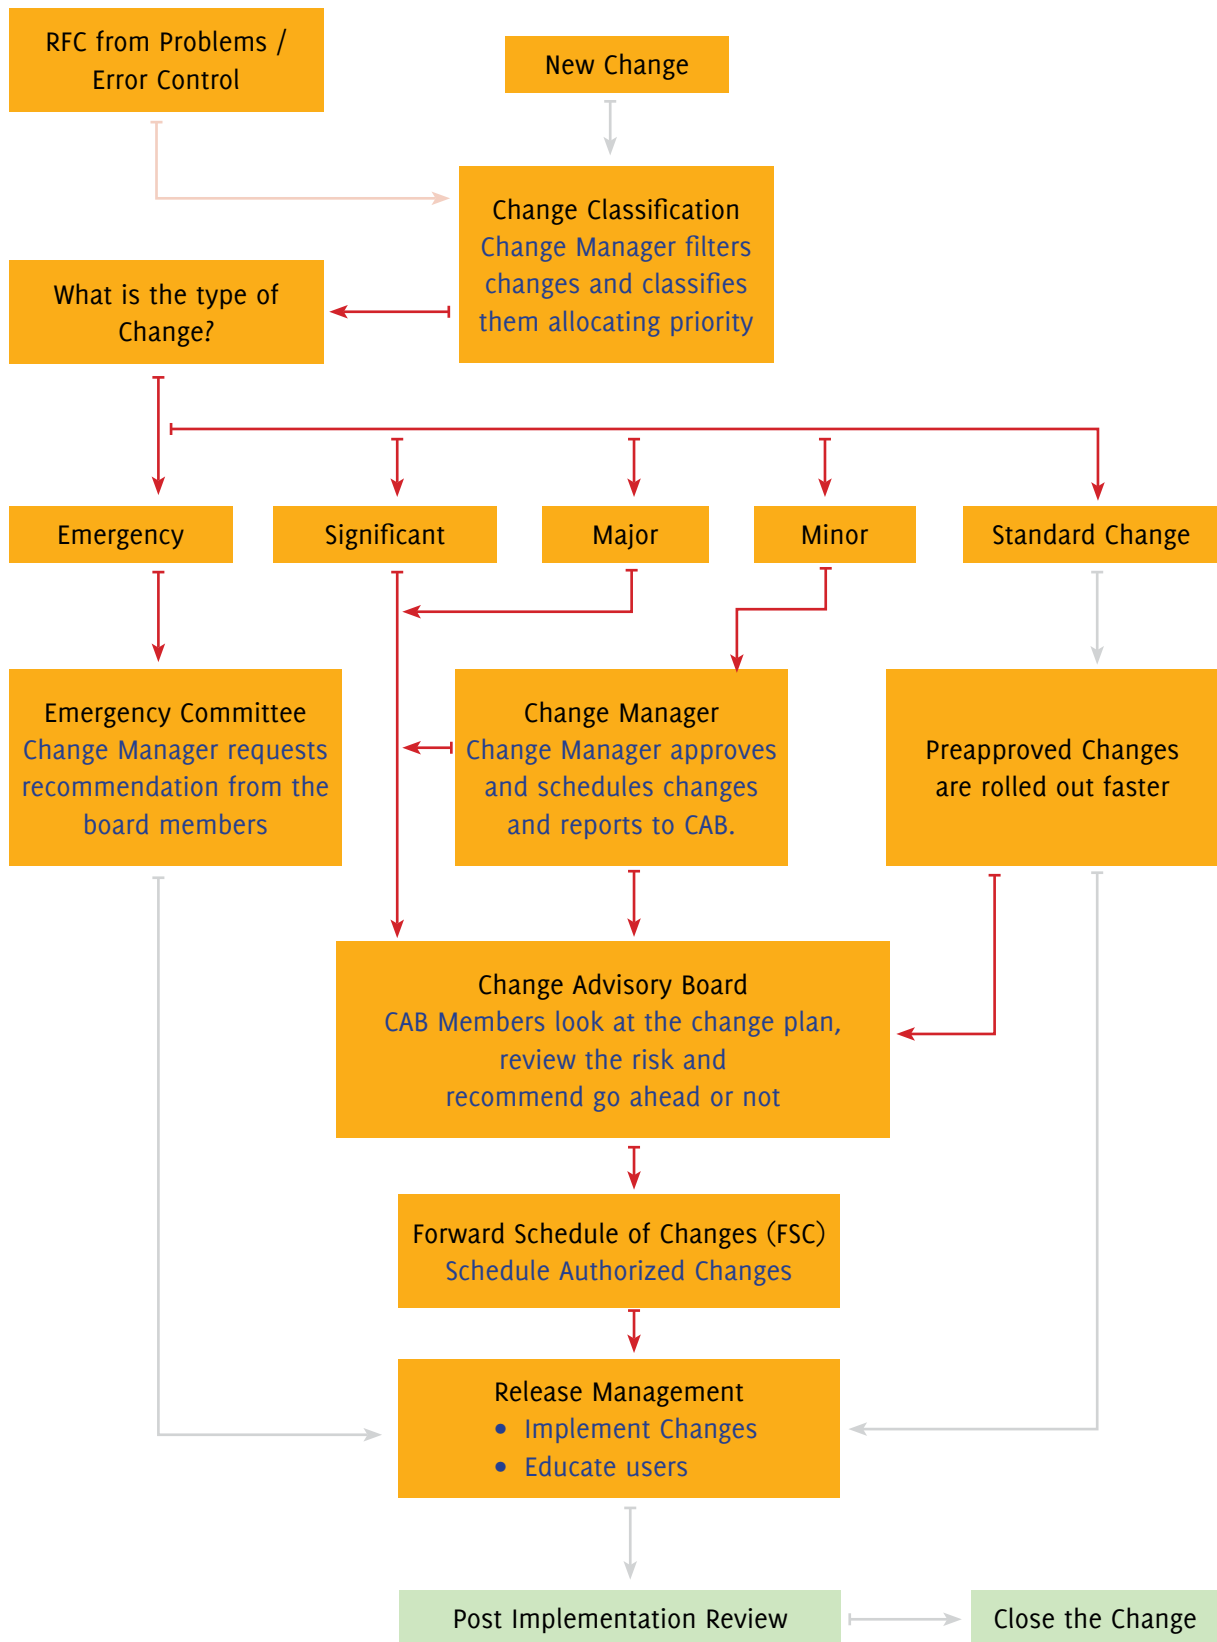 RFC from Problems /
Error Control
New Change
Change Classification
Change Manager filters
changes and classifies
them allocating priority
What is the type of
Change?
Emergency
Significant
Major
Minor
Standard Change
Emergency Committee
Change Manager requests
recommendation from the
board members
Change Manager
Change Manager approves
and schedules changes
and reports to CAB.
Preapproved Changes
are rolled out faster
Change Advisory Board
CAB Members look at the change plan,
review the risk and
recommend go ahead or not
Forward Schedule of Changes (FSC)
Schedule Authorized Changes
Release Management
• Implement Changes
• Educate users
Post Implementation Review
Close the Change